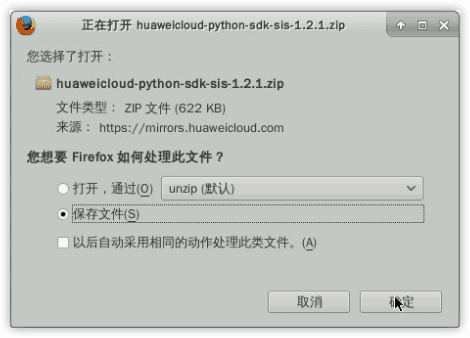 正在打开 huaweicloud-python-sdk-sis-1.2.1.zip
您选择了打开：
huaweicloud-python-sdk-sis-1.2.1.zip
文件类型： ZIP 文件 (622 KB)
来源： https://mirrors.huaweicloud.com
您想要 Firefox 如何处理此文件？
打开，通过(O) unzip (默认)
保存文件(S)
以后自动采用相同的动作处理此类文件。(A)
取消 确定